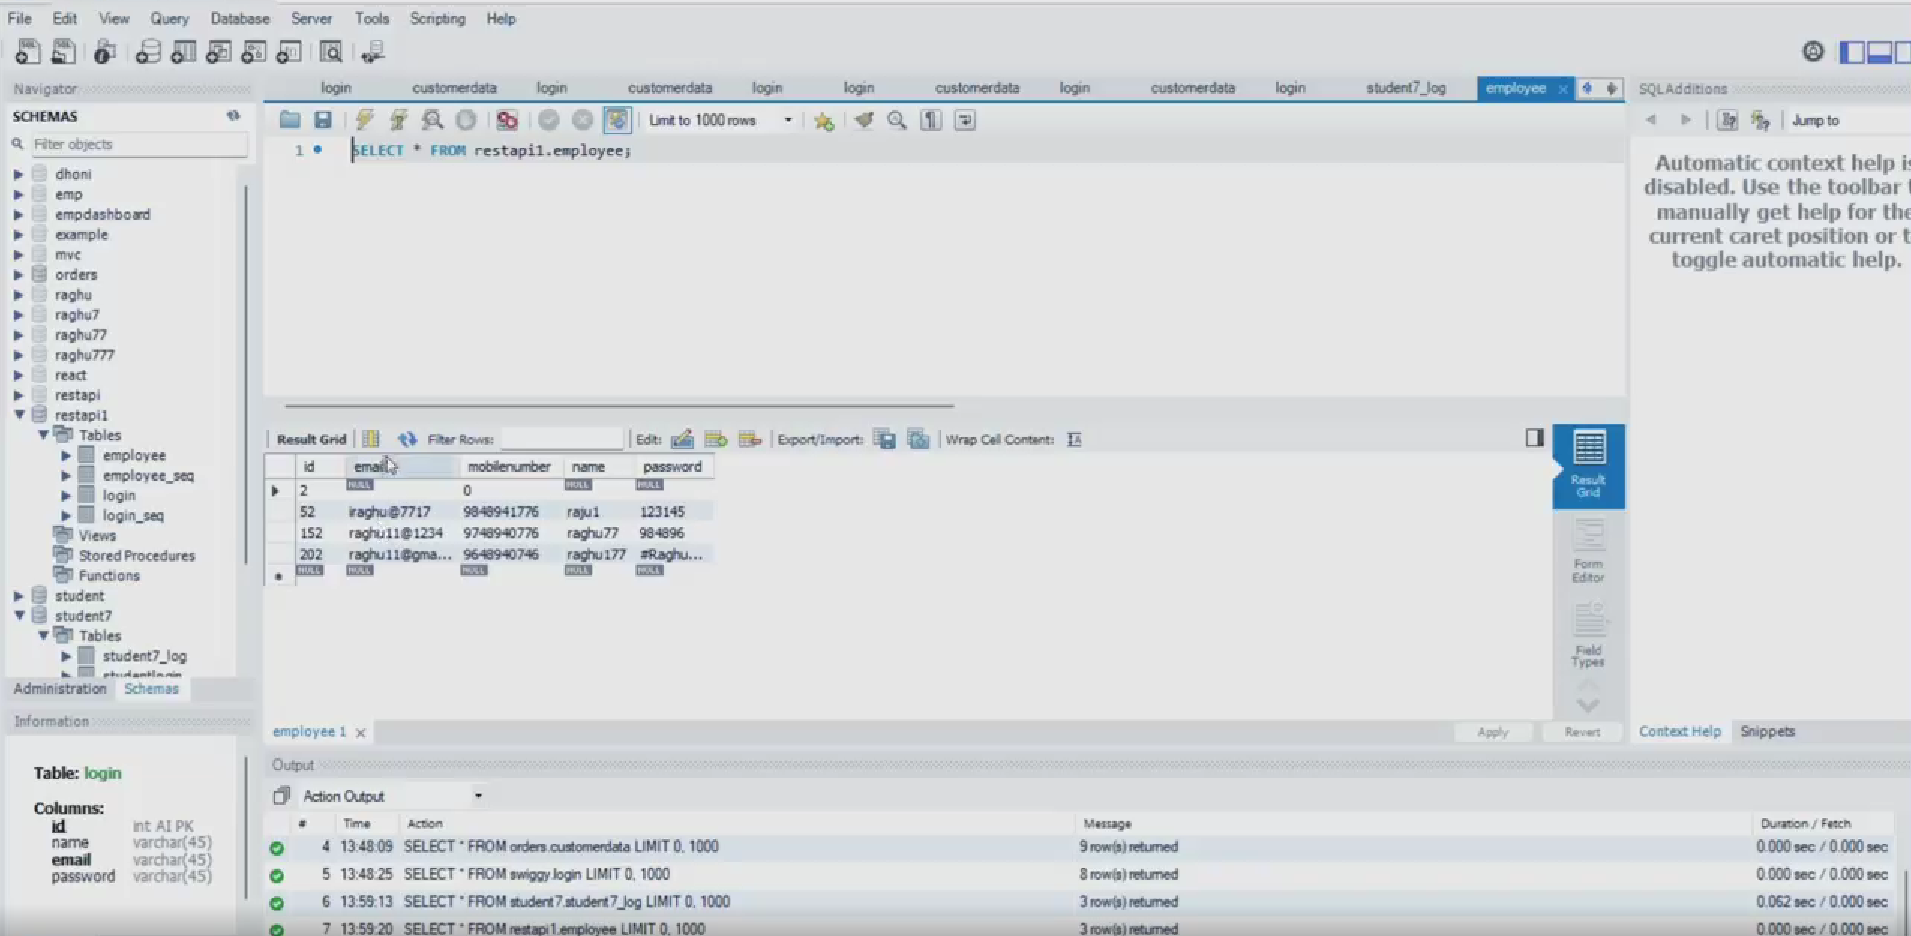 File Edit View Query Database Server Tools Scripting Help
Navigator
SCHEMAS
Filter objects
dhoni
emp
empdashboard
example
mvc
orders
raghu
raghu7
raghu77
raghu777
react
restapi
restapi1
Tables
employee
employee_seq
login
login_seq
Views
Stored Procedures
Functions
student
student7
Tables
student7_log
studentlogin
Administration Schemas
Information
Table: login
Columns:
id int AI PK
name varchar(45)
email varchar(45)
password varchar(45)
login customerdata login customerdata login login customerdata login customerdata login student7_log employee
Limit to 1000 rows
1 SELECT * FROM restapi1.employee;
Result Grid Filter Rows: Edit: Export/Import: Wrap Cell Content:
id email mobilenumber name password
2 NULL 0 NULL NULL
52 iraghu@7717 9848941776 raju1 123145
152 raghu11@1234 9748940776 raghu77 984896
202 raghu11@gma... 9648940746 raghu177 #Raghu...
NULL NULL NULL NULL NULL
Result
Grid
Form
Editor
Field
Types
employee 1
Apply Revert
Output
Action Output
# Time Action Message Duration / Fetch
4 13:48:09 SELECT * FROM orders.customerdata LIMIT 0, 1000 9 row(s) returned 0.000 sec / 0.000 sec
5 13:48:25 SELECT * FROM swiggy.login LIMIT 0, 1000 8 row(s) returned 0.000 sec / 0.000 sec
6 13:59:13 SELECT * FROM student7.student7_log LIMIT 0, 1000 3 row(s) returned 0.062 sec / 0.000 sec
7 13:59:20 SELECT * FROM restapi1.employee LIMIT 0, 1000 3 row(s) returned 0.000 sec / 0.000 sec
SQLAdditions
Jump to
Automatic context help is
disabled. Use the toolbar t
manually get help for the
current caret position or t
toggle automatic help.
Context Help Snippets